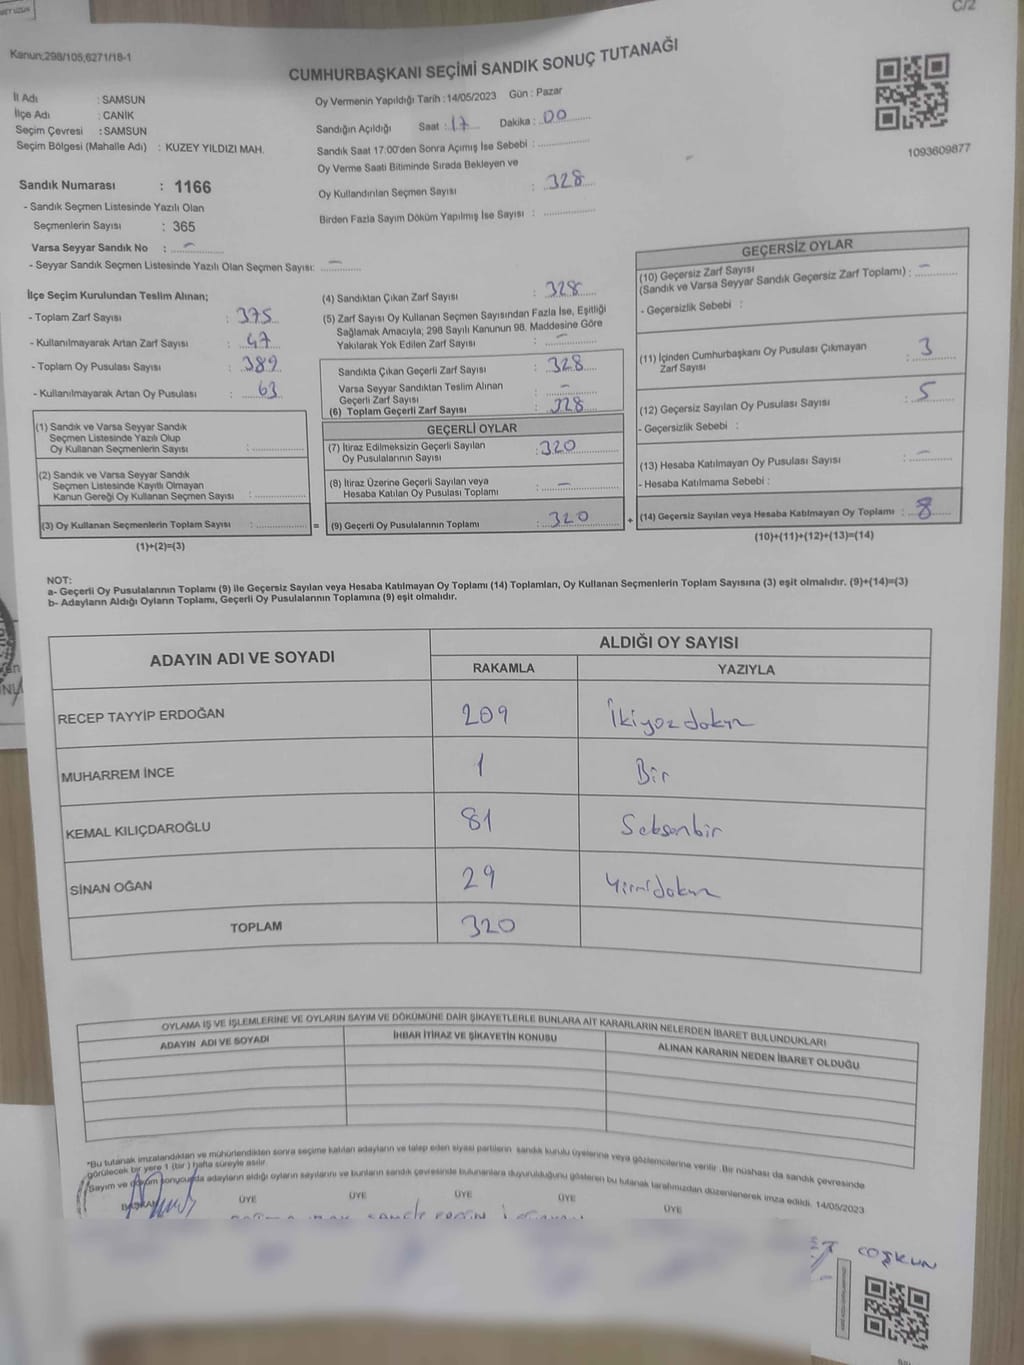 C/2
Kanun;298/105;6271/18-1
CUMHURBAŞKANI SEÇİMİ SANDIK SONUÇ TUTANAĞI
İl Adı : SAMSUN
İlçe Adı : CANİK
Seçim Çevresi : SAMSUN
Seçim Bölgesi (Mahalle Adı) : KUZEY YILDIZI MAH.
Sandık Numarası : 1166
- Sandık Seçmen Listesinde Yazılı Olan
Seçmenlerin Sayısı : 365
Varsa Seyyar Sandık No : –
- Seyyar Sandık Seçmen Listesinde Yazılı Olan Seçmen Sayısı: –
Oy Vermenin Yapıldığı Tarih : 14/05/2023 Gün : Pazar
Sandığın Açıldığı Saat : 17 Dakika : 00
Sandık Saat 17:00'den Sonra Açımış İse Sebebi :
Oy Verme Saati Bitiminde Sırada Bekleyen ve
Oy Kullandırılan Seçmen Sayısı : 328
Birden Fazla Sayım Döküm Yapılmış İse Sayısı :
1093609877
İlçe Seçim Kurulundan Teslim Alınan;
- Toplam Zarf Sayısı : 375
- Kullanılmayarak Artan Zarf Sayısı : 47
- Toplam Oy Pusulası Sayısı : 389
- Kullanılmayarak Artan Oy Pusulası : 63
(1) Sandık ve Varsa Seyyar Sandık
Seçmen Listesinde Yazılı Olup
Oy Kullanan Seçmenlerin Sayısı :
(2) Sandık ve Varsa Seyyar Sandık
Seçmen Listesinde Kayıtlı Olmayan
Kanun Gereği Oy Kullanan Seçmen Sayısı :
(3) Oy Kullanan Seçmenlerin Toplam Sayısı : =
(1)+(2)=(3)
(4) Sandıktan Çıkan Zarf Sayısı : 328
(5) Zarf Sayısı Oy Kullanan Seçmen Sayısından Fazla İse, Eşitliği
Sağlamak Amacıyla; 298 Sayılı Kanunun 98. Maddesine Göre
Yakılarak Yok Edilen Zarf Sayısı : –
Sandıkta Çıkan Geçerli Zarf Sayısı : 328
Varsa Seyyar Sandıktan Teslim Alınan
Geçerli Zarf Sayısı : –
(6) Toplam Geçerli Zarf Sayısı : 328
GEÇERLİ OYLAR
(7) İtiraz Edilmeksizin Geçerli Sayılan
Oy Pusulalarının Sayısı : 320
(8) İtiraz Üzerine Geçerli Sayılan veya
Hesaba Katılan Oy Pusulası Toplamı : –
(9) Geçerli Oy Pusulalarının Toplamı : 320 +
GEÇERSİZ OYLAR
(10) Geçersiz Zarf Sayısı
(Sandık ve Varsa Seyyar Sandık Geçersiz Zarf Toplamı) : –
- Geçersizlik Sebebi :
(11) İçinden Cumhurbaşkanı Oy Pusulası Çıkmayan
Zarf Sayısı : 3
(12) Geçersiz Sayılan Oy Pusulası Sayısı : 5
- Geçersizlik Sebebi :
(13) Hesaba Katılmayan Oy Pusulası Sayısı : –
- Hesaba Katılmama Sebebi :
(14) Geçersiz Sayılan veya Hesaba Katılmayan Oy Toplamı : 8
(10)+(11)+(12)+(13)=(14)
NOT:
a- Geçerli Oy Pusulalarının Toplamı (9) ile Geçersiz Sayılan veya Hesaba Katılmayan Oy Toplamı (14) Toplamları, Oy Kullanan Seçmenlerin Toplam Sayısına (3) eşit olmalıdır. (9)+(14)=(3)
b- Adayların Aldığı Oyların Toplamı, Geçerli Oy Pusulalarının Toplamına (9) eşit olmalıdır.
ADAYIN ADI VE SOYADI ALDIĞI OY SAYISI
RAKAMLA YAZIYLA
RECEP TAYYİP ERDOĞAN 209 İkiyüzdokuz
MUHARREM İNCE 1 Bir
KEMAL KILIÇDAROĞLU 81 Seksenbir
SİNAN OĞAN 29 Yirmidokuz
TOPLAM 320
OYLAMA İŞ VE İŞLEMLERİNE VE OYLARIN SAYIM VE DÖKÜMÜNE DAİR ŞİKAYETLERLE BUNLARA AİT KARARLARIN NELERDEN İBARET BULUNDUKLARI
ADAYIN ADI VE SOYADI İHBAR İTİRAZ VE ŞİKAYETİN KONUSU ALINAN KARARIN NEDEN İBARET OLDUĞU
*Bu tutanak imzalandıktan ve mühürlendikten sonra seçime katılan adayların ve talep eden siyasi partilerin sandık kurulu üyelerine veya gözlemcilerine verilir. Bir nüshası da sandık çevresinde
görülecek bir yere 1 (bir) hafta süreyle asılır.
Sayım ve döküm sonucunda adayların aldığı oyların sayılarını ve bunların sandık çevresinde bulunanlara duyurulduğunu gösteren bu tutanak tarafımızdan düzenlenerek imza edildi. 14/05/2023
BAŞKAN ÜYE ÜYE ÜYE ÜYE ÜYE
COŞKUN